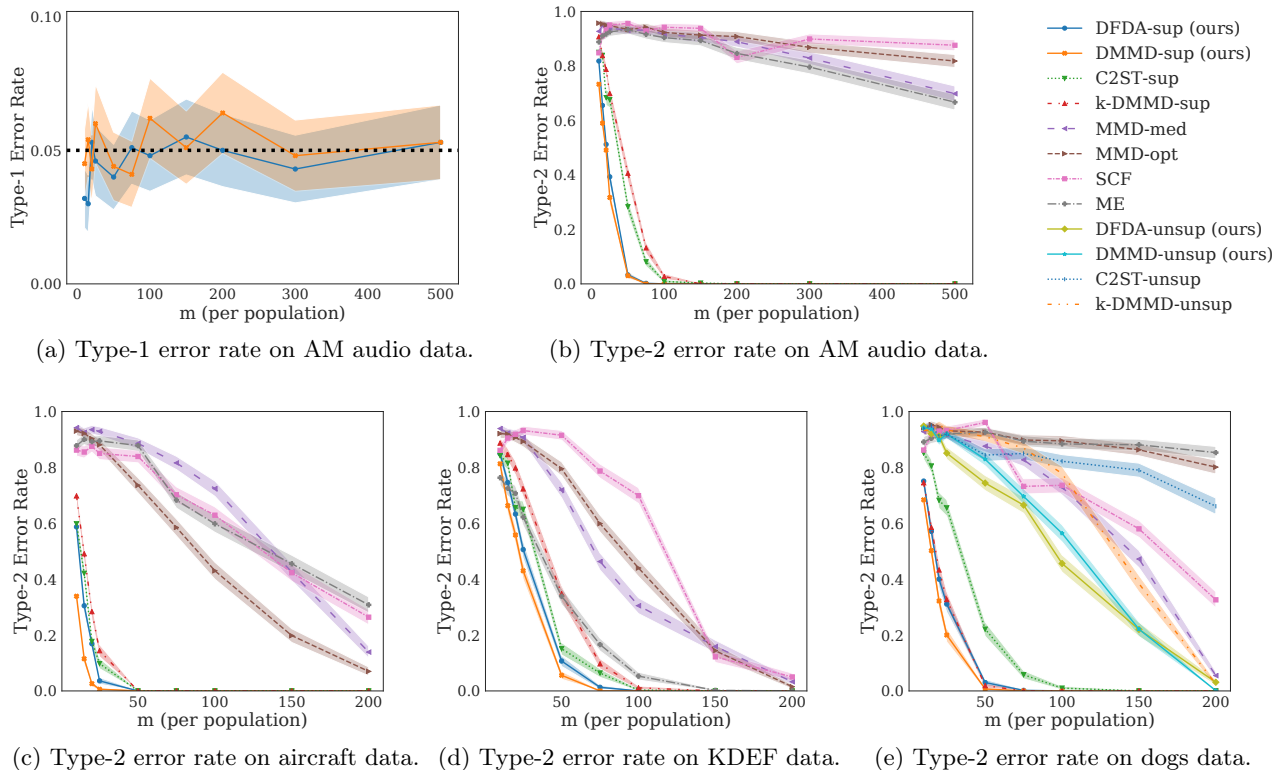 0.10
0.05
0.00
Type-1 Error Rate
0 100 200 300 400 500
m (per population)
(a) Type-1 error rate on AM audio data.
1.0
0.8
0.6
0.4
0.2
0.0
Type-2 Error Rate
0 100 200 300 400 500
m (per population)
(b) Type-2 error rate on AM audio data.
DFDA-sup (ours)
DMMD-sup (ours)
C2ST-sup
k-DMMD-sup
MMD-med
MMD-opt
SCF
ME
DFDA-unsup (ours)
DMMD-unsup (ours)
C2ST-unsup
k-DMMD-unsup
1.0
0.8
0.6
0.4
0.2
0.0
Type-2 Error Rate
50 100 150 200
m (per population)
(c) Type-2 error rate on aircraft data.
1.0
0.8
0.6
0.4
0.2
0.0
Type-2 Error Rate
50 100 150 200
m (per population)
(d) Type-2 error rate on KDEF data.
1.0
0.8
0.6
0.4
0.2
0.0
Type-2 Error Rate
50 100 150 200
m (per population)
(e) Type-2 error rate on dogs data.